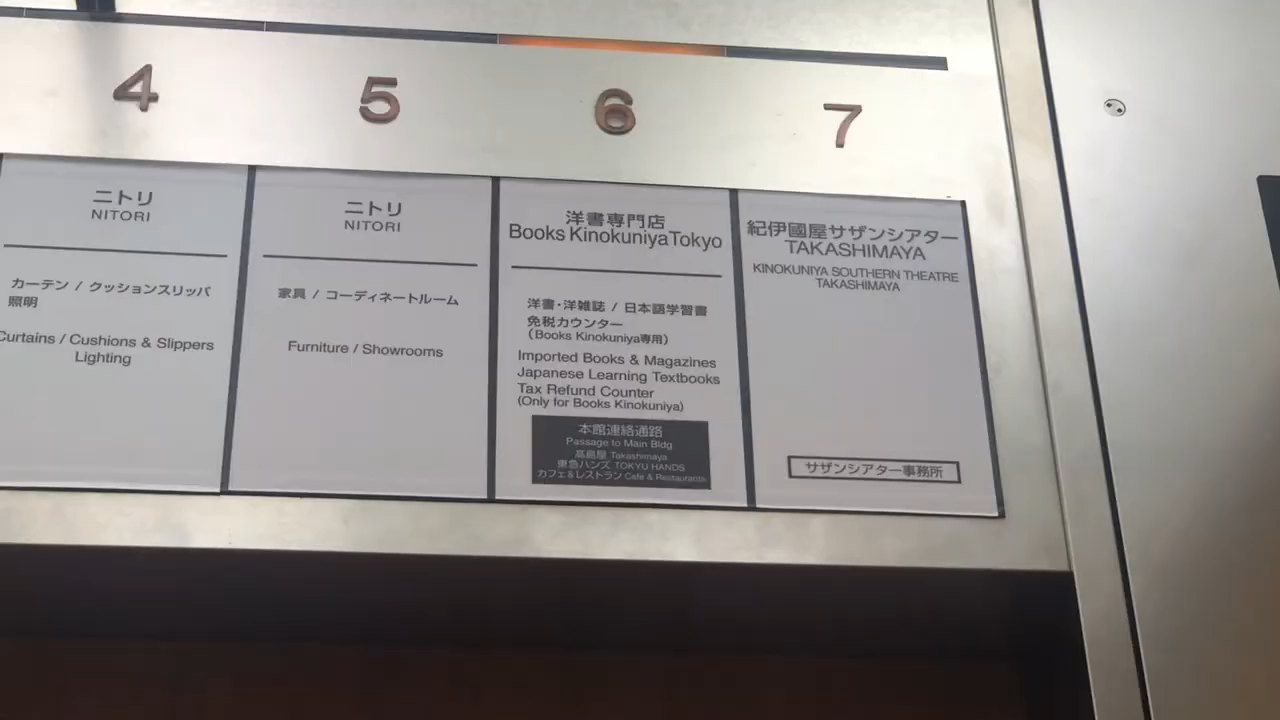 4
5
6
7
ニトリ
NITORI
カーテン / クッションスリッパ
照明
Curtains / Cushions & Slippers
Lighting
ニトリ
NITORI
家具 / コーディネートルーム
Furniture / Showrooms
洋書専門店
Books Kinokuniya Tokyo
洋書・洋雑誌 / 日本語学習書
免税カウンター
(Books Kinokuniya専用)
Imported Books & Magazines
Japanese Learning Textbooks
Tax Refund Counter
(Only for Books Kinokuniya)
本館連絡通路
Passage to Main Bldg
髙島屋 Takashimaya
東急ハンズ TOKYU HANDS
カフェ&レストラン Cafe & Restaurants
紀伊國屋サザンシアター
TAKASHIMAYA
KINOKUNIYA SOUTHERN THEATRE
TAKASHIMAYA
サザンシアター事務所